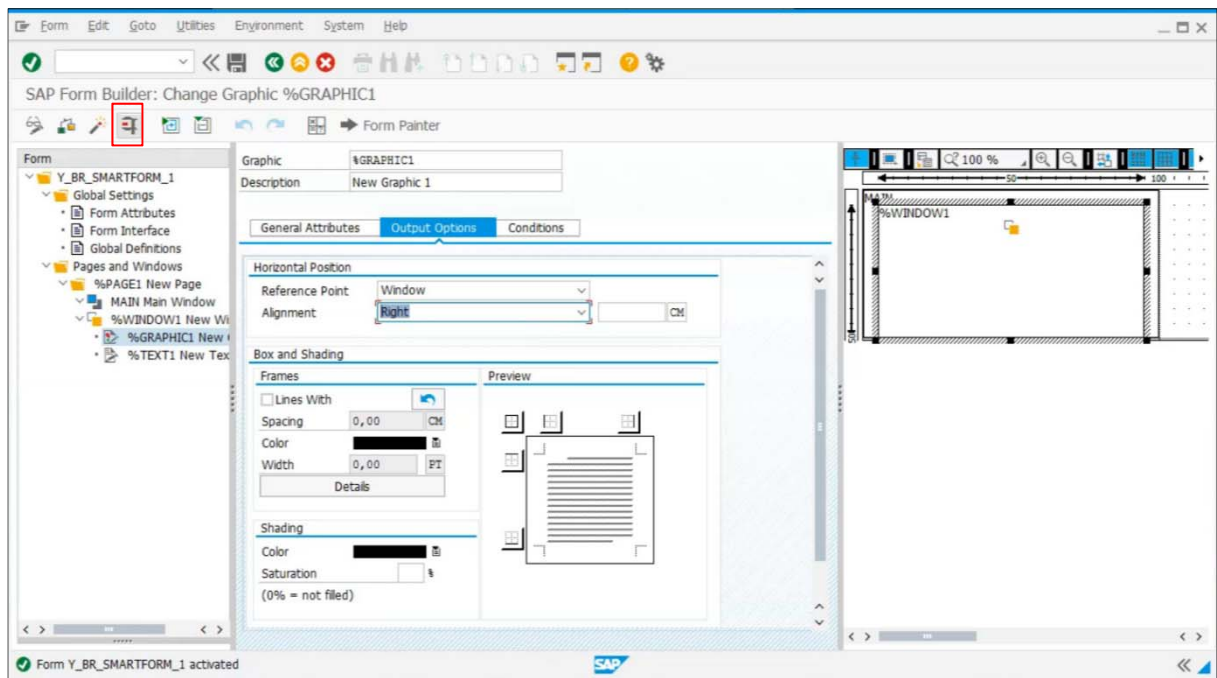 Form Edit Goto Utilities Environment System Help
SAP Form Builder: Change Graphic %GRAPHIC1
Form Painter
Form
Y_BR_SMARTFORM_1
Global Settings
Form Attributes
Form Interface
Global Definitions
Pages and Windows
%PAGE1 New Page
MAIN Main Window
%WINDOW1 New Wi
%GRAPHIC1 New
%TEXT1 New Tex
Graphic %GRAPHIC1
Description New Graphic 1
General Attributes Output Options Conditions
Horizontal Position
Reference Point Window
Alignment Right CM
Box and Shading
Frames
Lines With
Spacing 0,00 CM
Color
Width 0,00 PT
Details
Shading
Color
Saturation %
(0% = not filled)
Preview
100 %
50 100
MAIN
%WINDOW1
50
Form Y_BR_SMARTFORM_1 activated
SAP